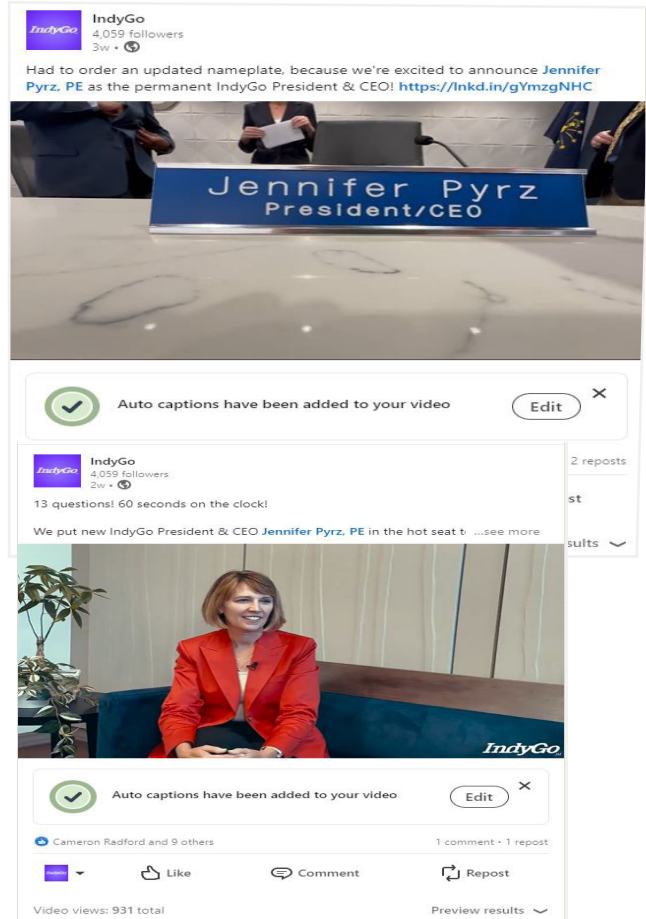 IndyGo
IndyGo
4,059 followers
3w •
Had to order an updated nameplate, because we're excited to announce Jennifer
Pyrz, PE as the permanent IndyGo President & CEO! https://lnkd.in/gYmzgNHC
Jennifer Pyrz
President/CEO
Auto captions have been added to your video
Edit
2 reposts
st
sults
IndyGo
IndyGo
4,059 followers
2w •
13 questions! 60 seconds on the clock!
We put new IndyGo President & CEO Jennifer Pyrz, PE in the hot seat t ...see more
IndyGo
Auto captions have been added to your video
Edit
Cameron Radford and 9 others
1 comment • 1 repost
Like
Comment
Repost
Video views: 931 total
Preview results